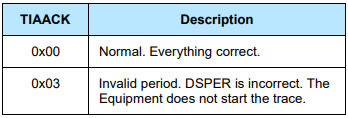 TIAACK Description
0x00 Normal. Everything correct.
0x03 Invalid period. DSPER is incorrect. The
Equipment does not start the trace.